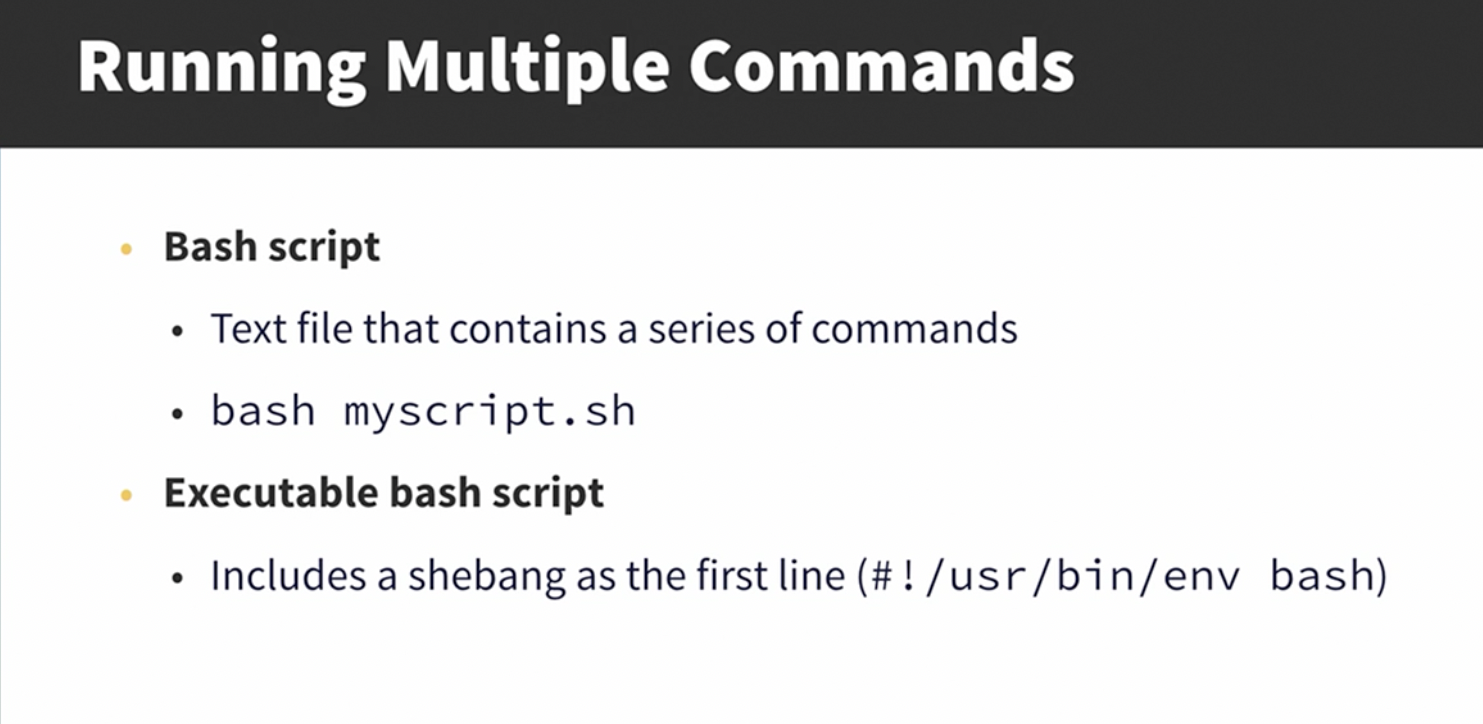 Running Multiple Commands
• Bash script
• Text file that contains a series of commands
• bash myscript.sh
• Executable bash script
• Includes a shebang as the first line (#!/usr/bin/env bash)